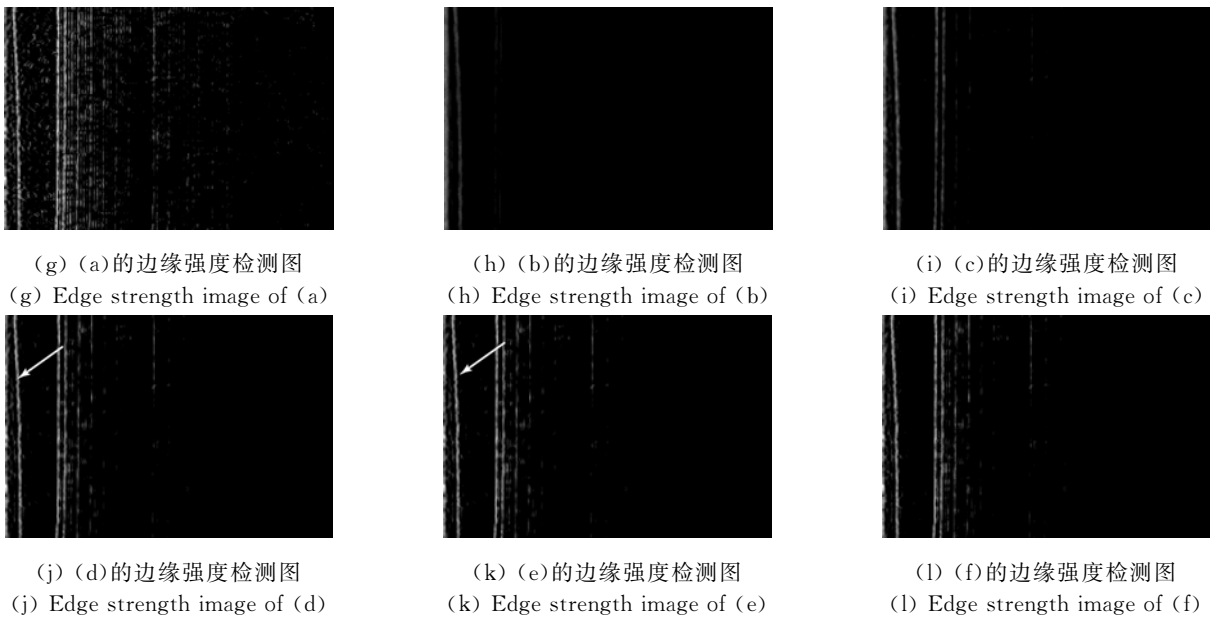 (g) (a)的边缘强度检测图
(g) Edge strength image of (a)
(h) (b)的边缘强度检测图
(h) Edge strength image of (b)
(i) (c)的边缘强度检测图
(i) Edge strength image of (c)
(j) (d)的边缘强度检测图
(j) Edge strength image of (d)
(k) (e)的边缘强度检测图
(k) Edge strength image of (e)
(l) (f)的边缘强度检测图
(l) Edge strength image of (f)